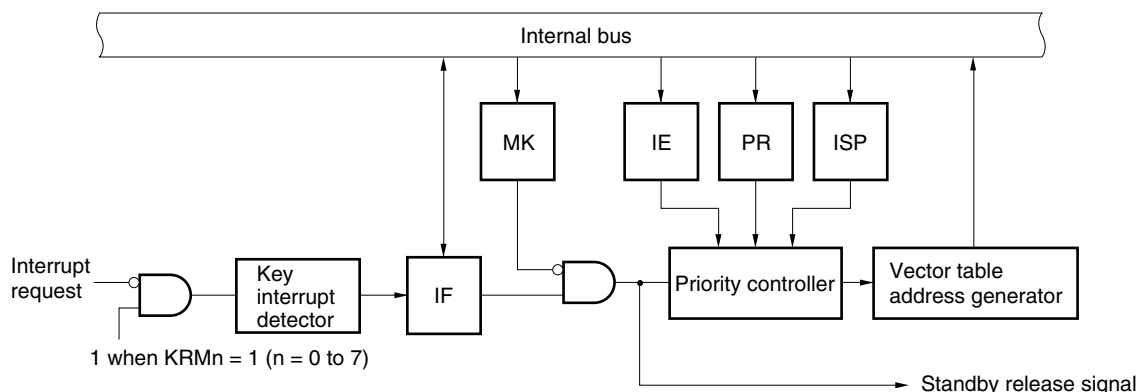 Internal bus
MK
IE
PR
ISP
Interrupt
request
Key
interrupt
detector
IF
Priority controller
Vector table
address generator
1 when KRMn = 1 (n = 0 to 7)
Standby release signal